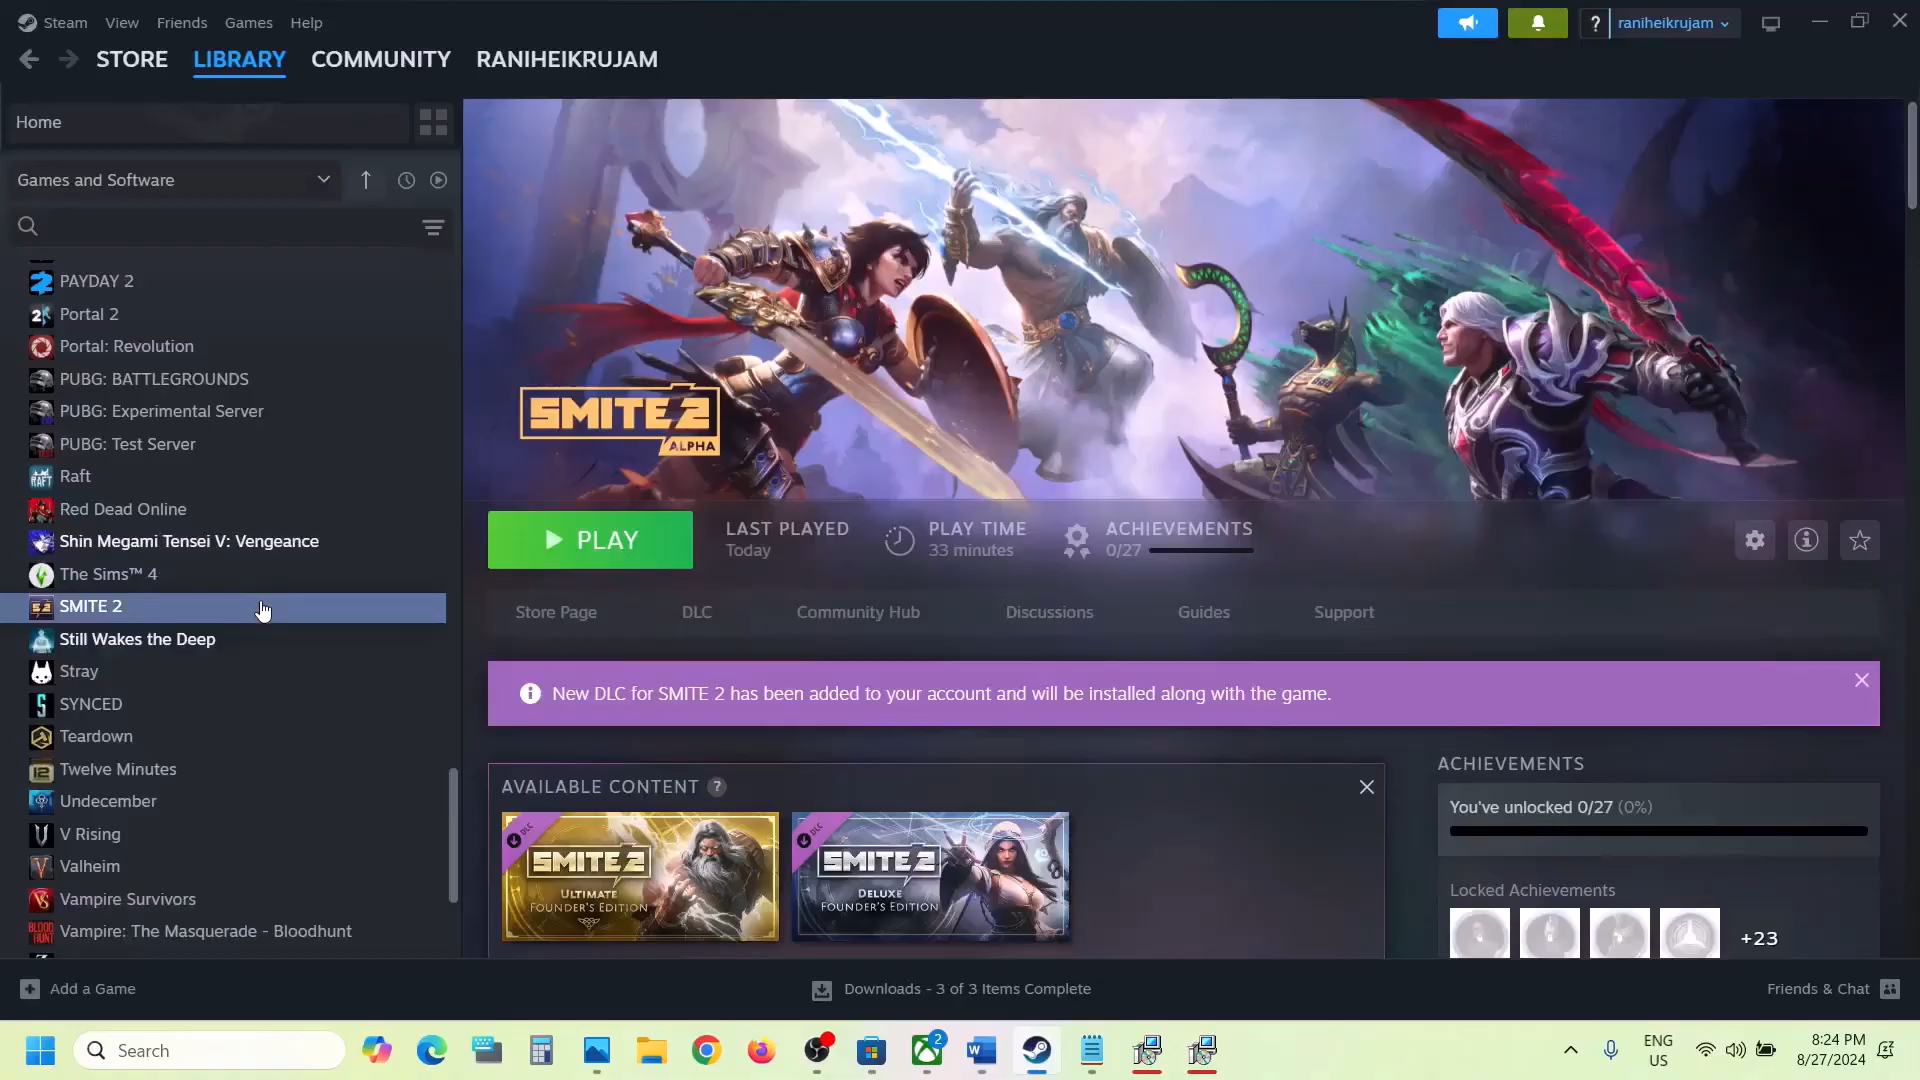 Steam View Friends Games Help
? raniheikrujam
STORE LIBRARY COMMUNITY RANIHEIKRUJAM
Home
Games and Software
PAYDAY 2
Portal 2
Portal: Revolution
PUBG: BATTLEGROUNDS
PUBG: Experimental Server
PUBG: Test Server
Raft
Red Dead Online
Shin Megami Tensei V: Vengeance
The Sims™ 4
SMITE 2
Still Wakes the Deep
Stray
SYNCED
Teardown
Twelve Minutes
Undecember
V Rising
Valheim
Vampire Survivors
Vampire: The Masquerade - Bloodhunt
SMITE 2
ALPHA
PLAY
LAST PLAYED
Today
PLAY TIME
33 minutes
ACHIEVEMENTS
0/27
Store Page DLC Community Hub Discussions Guides Support
New DLC for SMITE 2 has been added to your account and will be installed along with the game.
AVAILABLE CONTENT ?
DLC
SMITE 2
ULTIMATE
FOUNDER'S EDITION
DLC
SMITE 2
DELUXE
FOUNDER'S EDITION
ACHIEVEMENTS
You've unlocked 0/27 (0%)
Locked Achievements
+23
Add a Game
Downloads - 3 of 3 Items Complete
Friends & Chat
Search
2
ENG
US
8:24 PM
8/27/2024